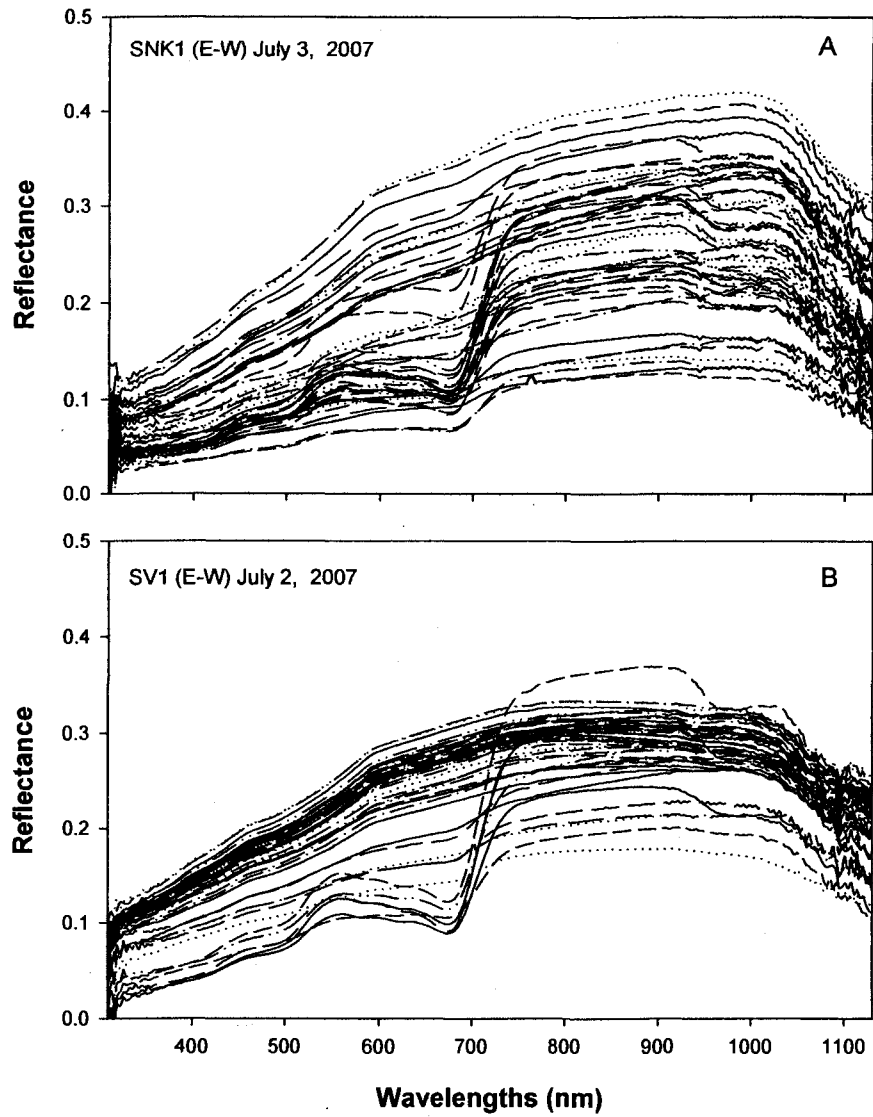 0.5
SNK1 (E-W) July 3, 2007
A
0.4
0.3
Reflectance
0.2
0.1
0.0
0.5
SV1 (E-W) July 2, 2007
B
0.4
0.3
Reflectance
0.2
0.1
0.0
400 500 600 700 800 900 1000 1100
Wavelengths (nm)